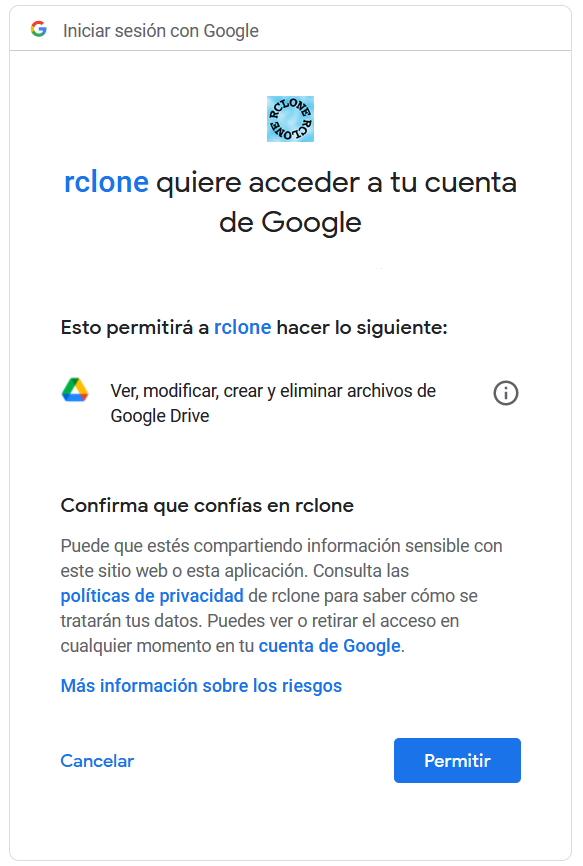 Iniciar sesión con Google
RCLONE RCLONE
rclone quiere acceder a tu cuenta
de Google
Esto permitirá a rclone hacer lo siguiente:
Ver, modificar, crear y eliminar archivos de
Google Drive
Confirma que confías en rclone
Puede que estés compartiendo información sensible con
este sitio web o esta aplicación. Consulta las
políticas de privacidad de rclone para saber cómo se
tratarán tus datos. Puedes ver o retirar el acceso en
cualquier momento en tu cuenta de Google.
Más información sobre los riesgos
Cancelar
Permitir